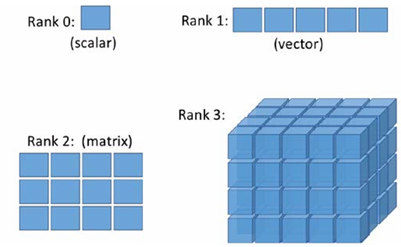 Rank 0:
(scalar)
Rank 1:
(vector)
Rank 2: (matrix)
Rank 3: